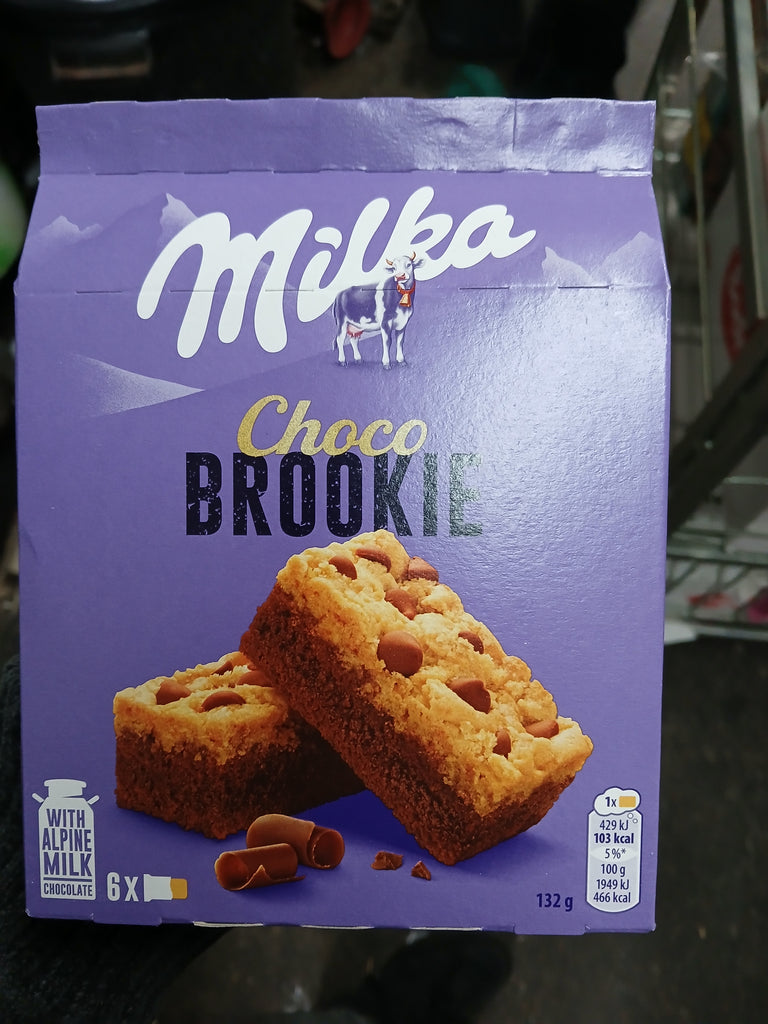 Milka
Choco
BROOKIE
WITH
ALPINE
MILK
CHOCOLATE
6x
132 g
1x
429 kJ
103 kcal
5%*
100 g
1949 kJ
466 kcal